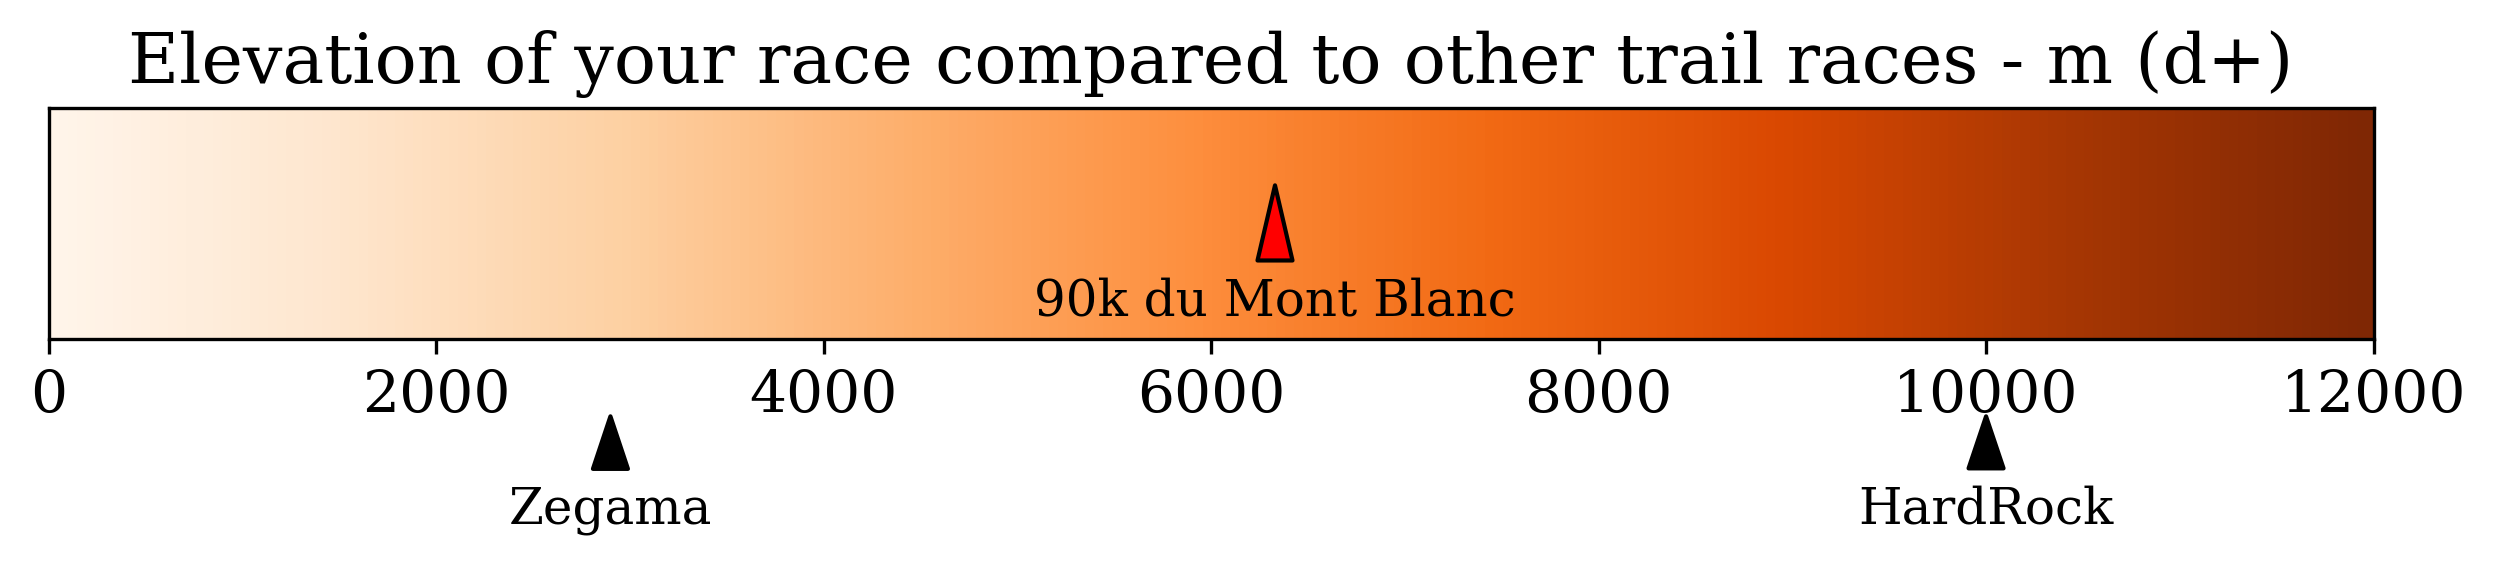 Elevation of your race compared to other trail races - m (d+)
90k du Mont Blanc
0 2000 4000 6000 8000 10000 12000
Zegama HardRock